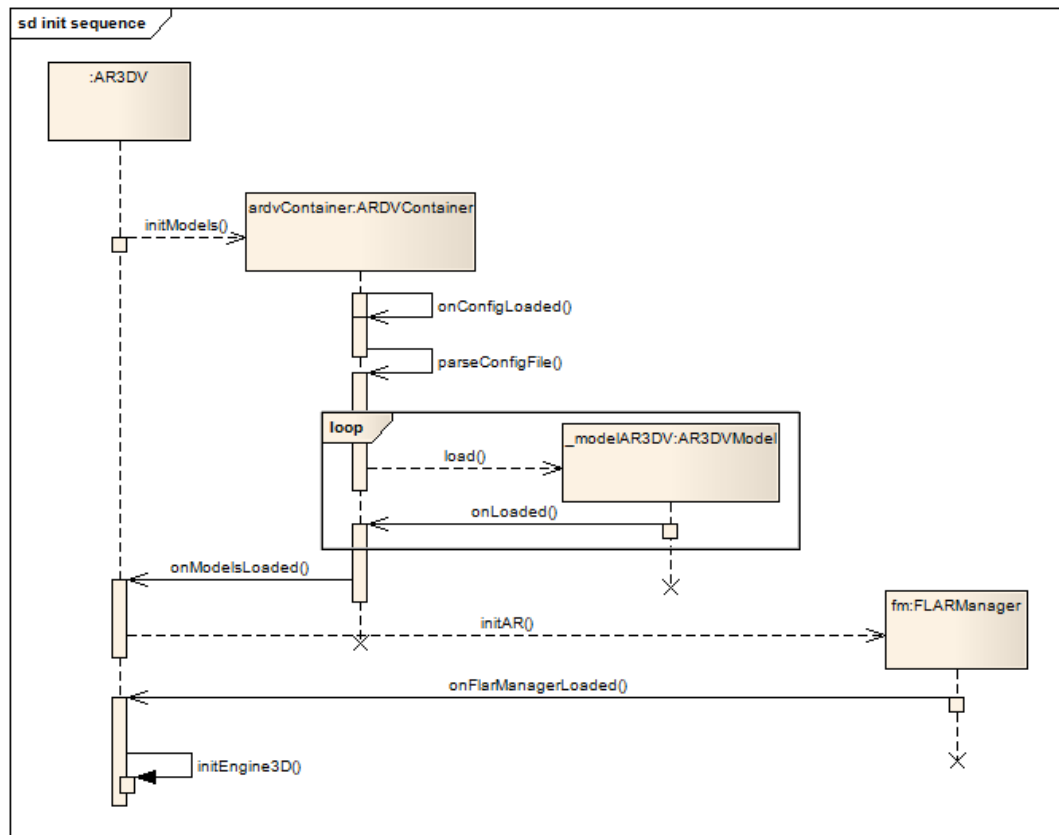 sd init sequence
:AR3DV
ardvContainer:ARDVContainer
initModels()
onConfigLoaded()
parseConfigFile()
loop
_modelAR3DV:AR3DVModel
load()
onLoaded()
onModelsLoaded()
fm:FLARManager
initAR()
onFlarManagerLoaded()
initEngine3D()